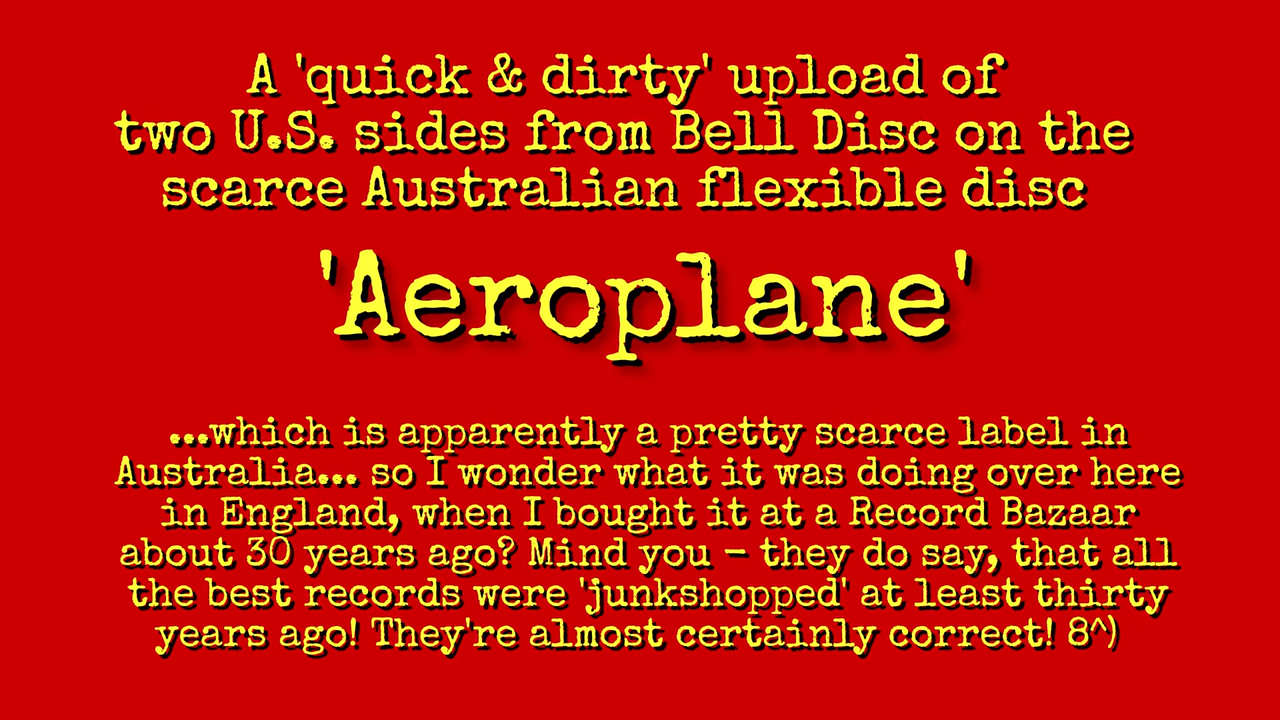 A 'quick & dirty' upload of
two U.S. sides from Bell Disc on the
scarce Australian flexible disc
'Aeroplane'
...which is apparently a pretty scarce label in
Australia... so I wonder what it was doing over here
in England, when I bought it at a Record Bazaar
about 30 years ago? Mind you - they do say, that all
the best records were 'junkshopped' at least thirty
years ago! They're almost certainly correct! 8^)